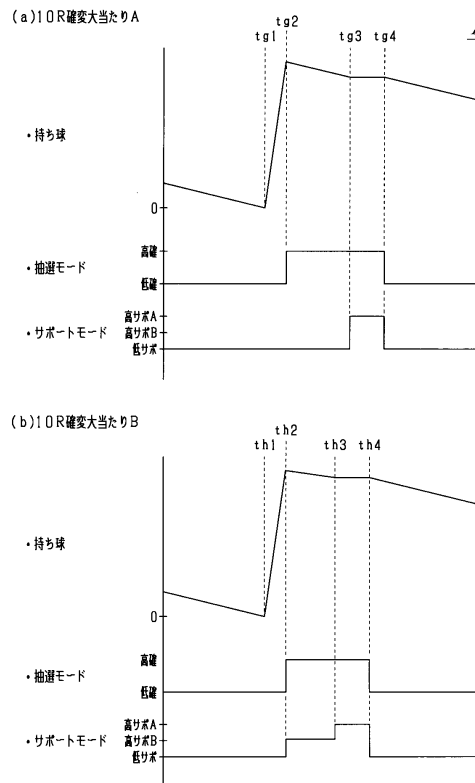 (a)10R確変大当たりA
tg1
tg2
tg3
tg4
・持ち球
0
・抽選モード
高確
低確
・サポートモード
高サポA
高サポB
低サポ
(b)10R確変大当たりB
th1
th2
th3
th4
・持ち球
0
・抽選モード
高確
低確
・サポートモード
高サポA
高サポB
低サポ